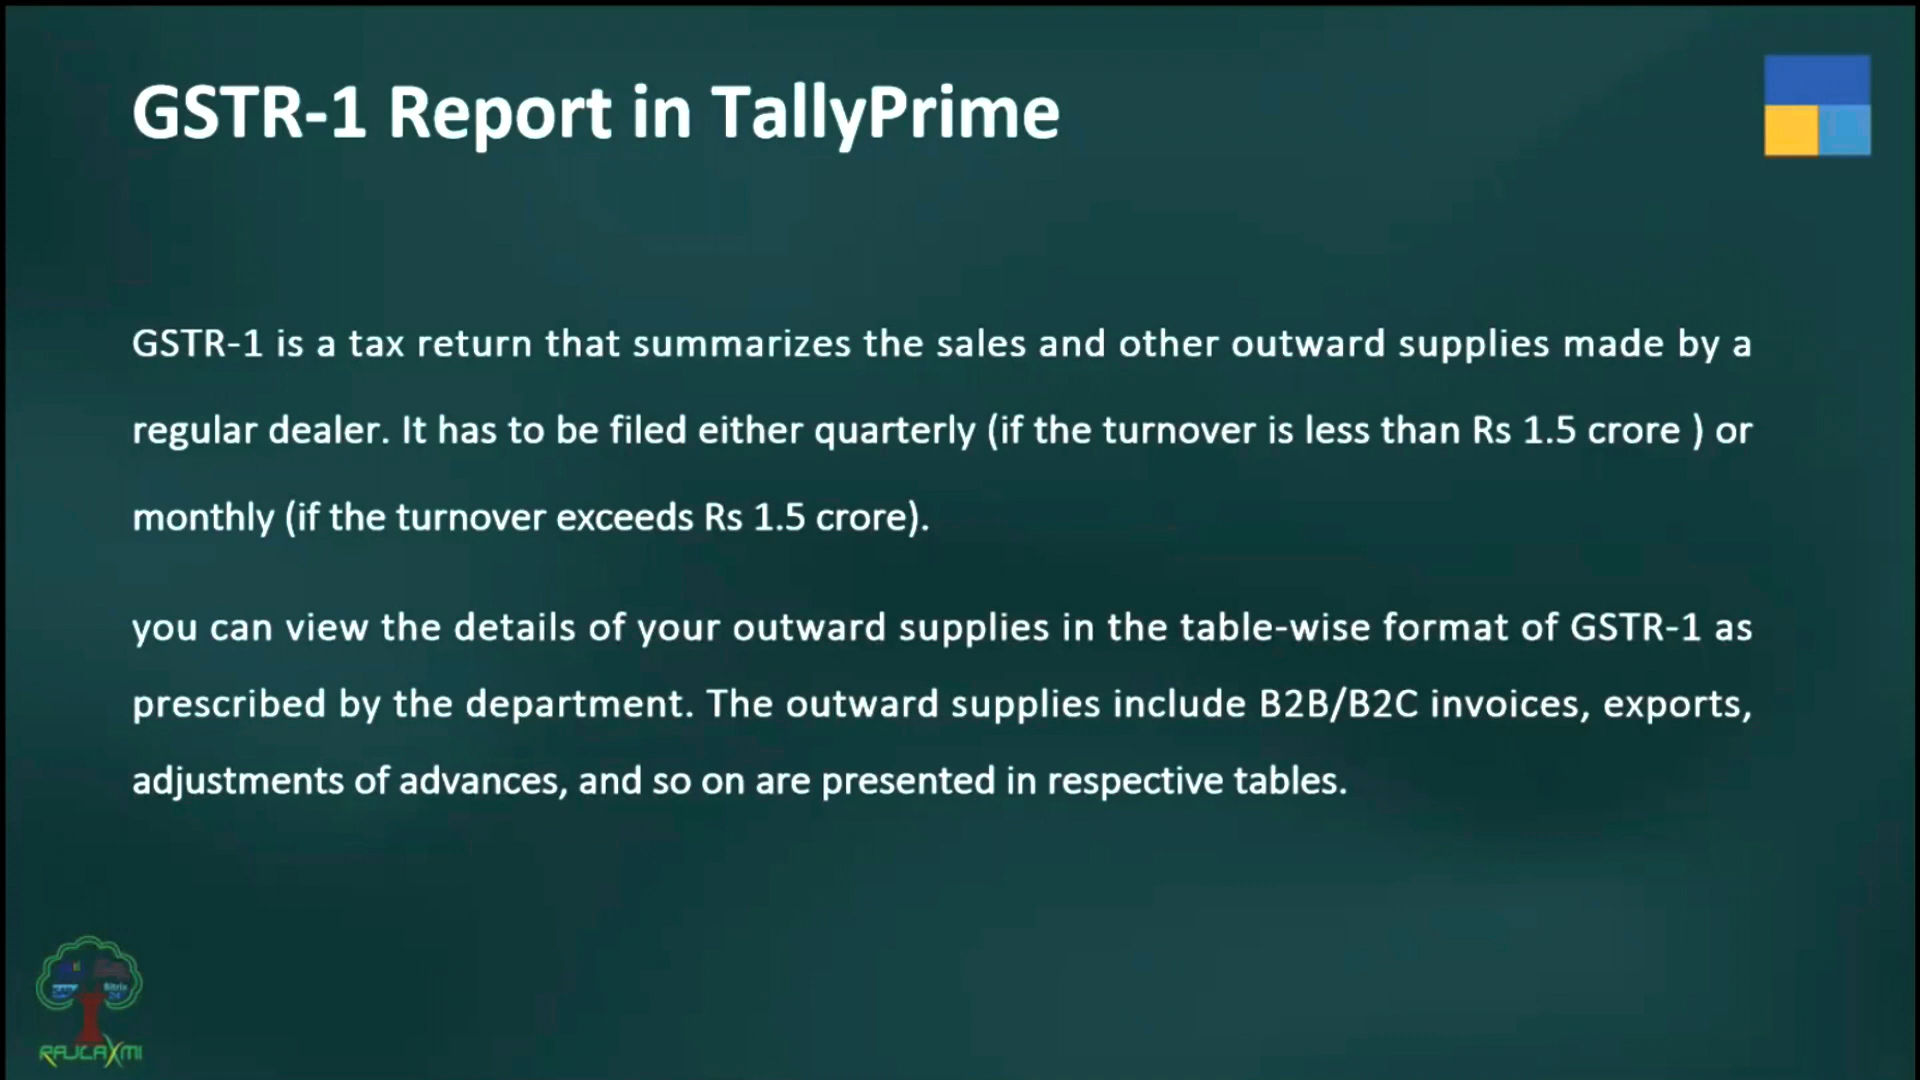 GSTR-1 Report in TallyPrime
GSTR-1 is a tax return that summarizes the sales and other outward supplies made by a
regular dealer. It has to be filed either quarterly (if the turnover is less than Rs 1.5 crore ) or
monthly (if the turnover exceeds Rs 1.5 crore).
you can view the details of your outward supplies in the table-wise format of GSTR-1 as
prescribed by the department. The outward supplies include B2B/B2C invoices, exports,
adjustments of advances, and so on are presented in respective tables.
Bitrix
24
RAJLAXMI